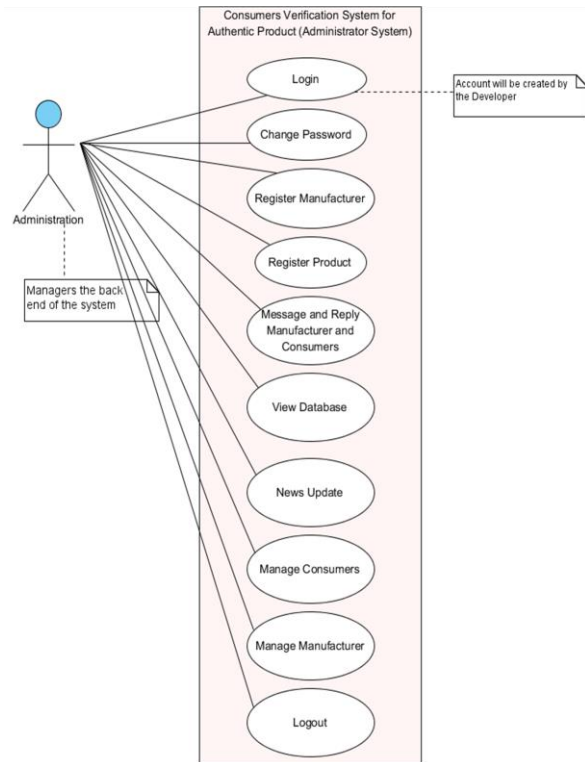 Consumers Verification System for
Authentic Product (Administrator System)
Login
Account will be created by
the Developer
Change Password
Register Manufacturer
Administration
Register Product
Managers the back
end of the system
Message and Reply
Manufacturer and
Consumers
View Database
News Update
Manage Consumers
Manage Manufacturer
Logout